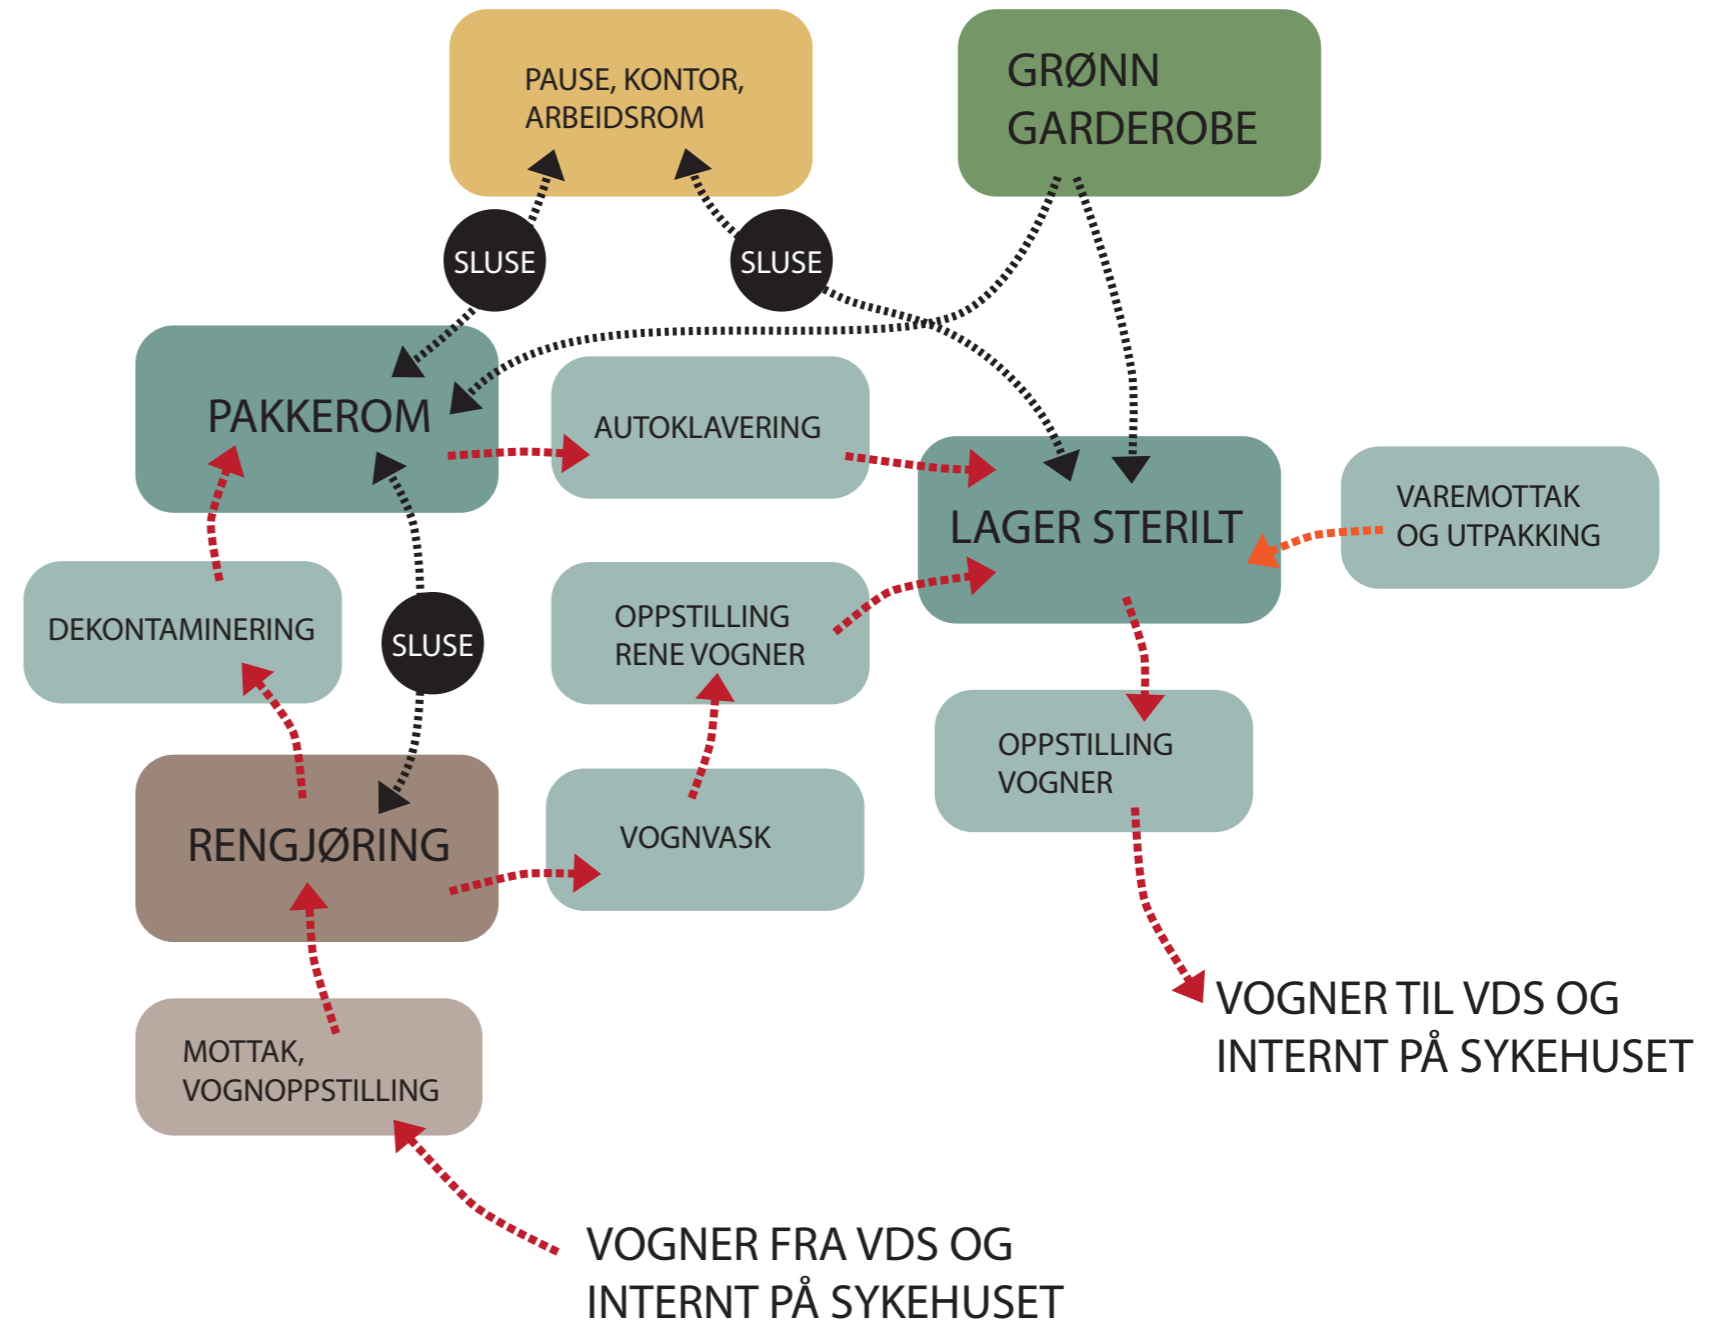 PAUSE, KONTOR,
ARBEIDSROM
GRØNN
GARDEROBE
SLUSE
SLUSE
PAKKEROM
AUTOKLAVERING
LAGER STERILT
VAREMOTTAK
OG UTPAKKING
DEKONTAMINERING
SLUSE
OPPSTILLING
RENE VOGNER
OPPSTILLING
VOGNER
RENGJØRING
VOGNVASK
MOTTAK,
VOGNOPPSTILLING
VOGNER TIL VDS OG
INTERNT PÅ SYKEHUSET
VOGNER FRA VDS OG
INTERNT PÅ SYKEHUSET